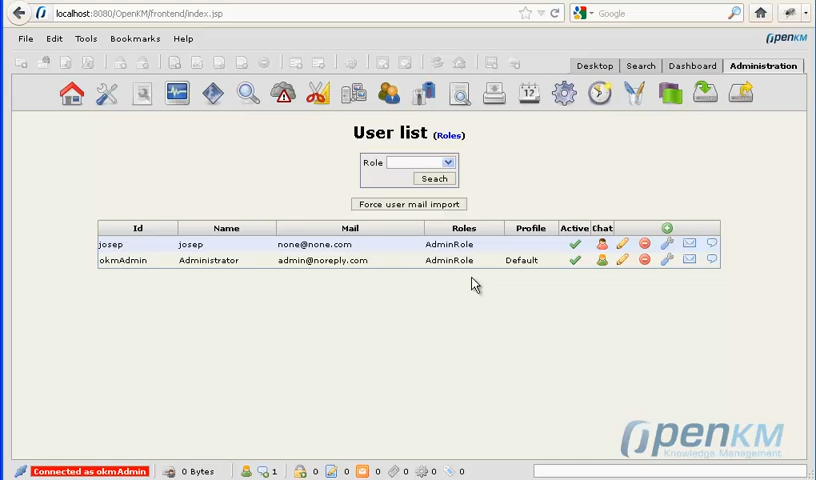 localhost:8080/OpenKM/frontend/index.jsp
Google
File Edit Tools Bookmarks Help
OPENKM
Desktop Search Dashboard Administration
12
User list (Roles)
Role
Seach
Force user mail import
Id Name Mail Roles Profile Active Chat
josep josep none@none.com AdminRole
okmAdmin Administrator admin@noreply.com AdminRole Default
OPENKM
Knowledge Management
Connected as okmAdmin 0 Bytes 1 0 0 0 0 0 0